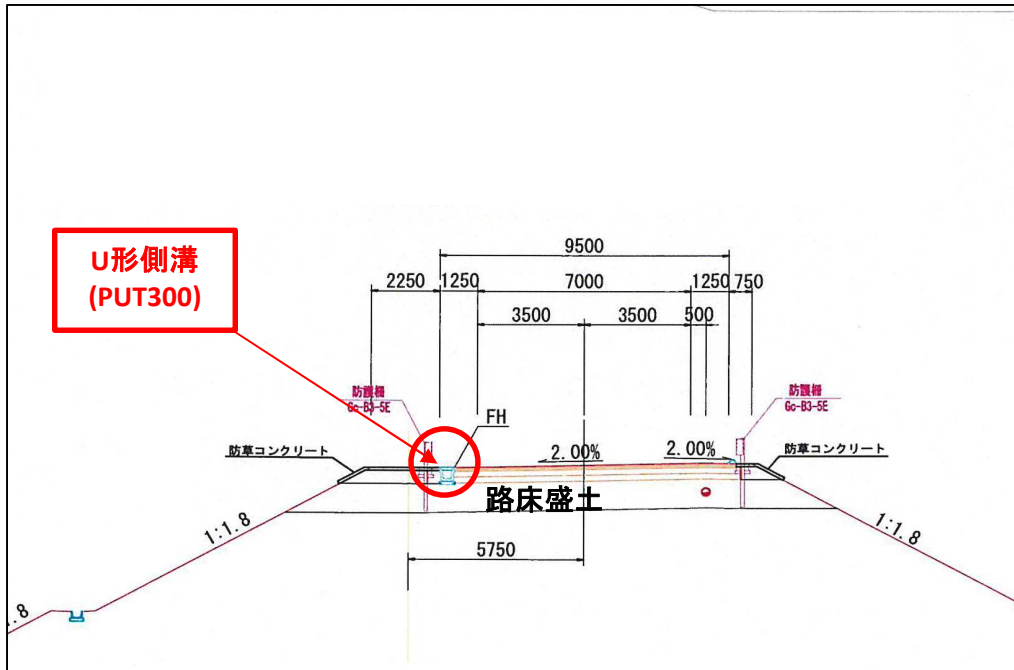 9500
U形側溝
(PUT300)
2250 1250 7000 1250 750
3500 3500 500
防護柵
Gc-B3-5E
防護柵
Gc-B3-5E
FH
防草コンクリート
2.00% 2.00%
防草コンクリート
路床盛土
1:1.8
1:1.8
5750
.8